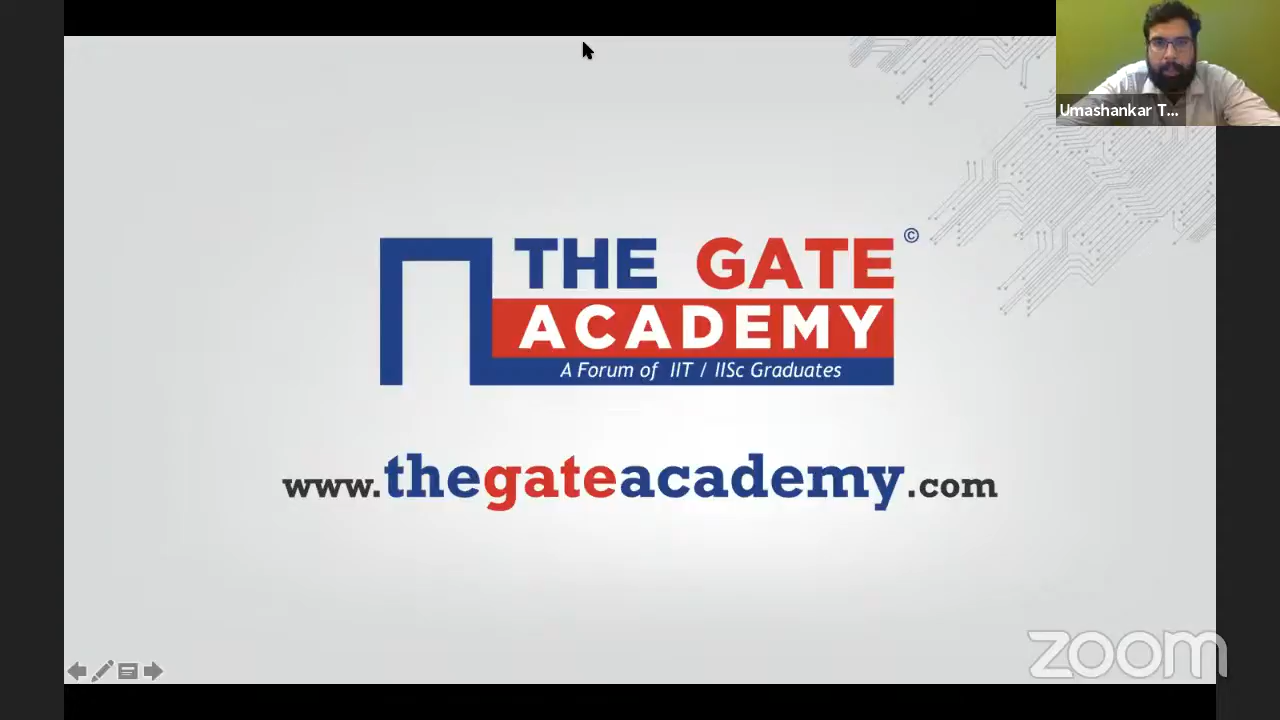 Umashankar T...
THE GATE ©
ACADEMY
A Forum of IIT / IISc Graduates
www.thegateacademy.com
zoom